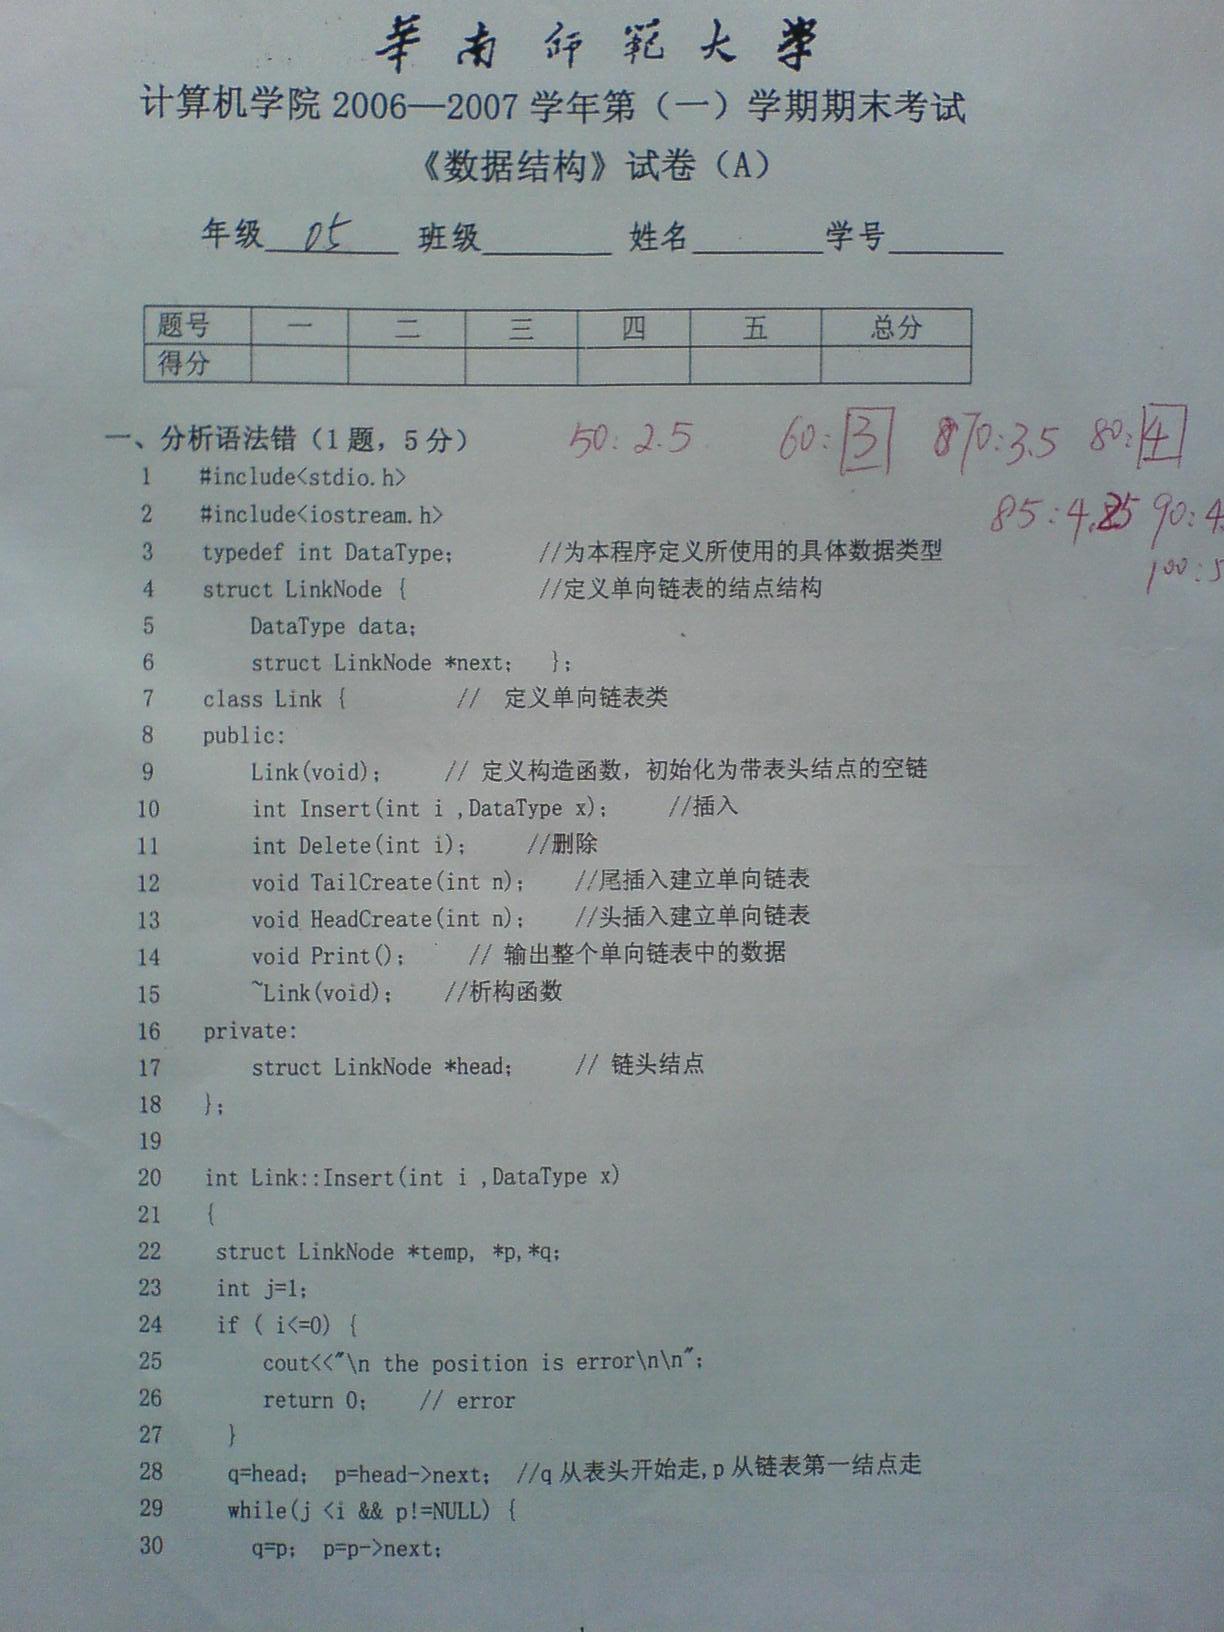 華南师範大学
计算机学院 2006—2007 学年第（一）学期期末考试
《数据结构》试卷（A）
年级 05 班级 姓名 学号
题号 一 二 三 四 五 总分
得分
一、分析语法错（1 题，5 分） 50: 2.5 60: 3 70: 3.5 80: 4
1 #include<stdio.h>
85: 4.25 90: 4.
2 #include<iostream.h>
3 typedef int DataType; //为本程序定义所使用的具体数据类型
100: 5
4 struct LinkNode { //定义单向链表的结点结构
5 DataType data;
6 struct LinkNode *next; };
7 class Link { // 定义单向链表类
8 public:
9 Link(void); // 定义构造函数，初始化为带表头结点的空链
10 int Insert(int i ,DataType x); //插入
11 int Delete(int i); //删除
12 void TailCreate(int n); //尾插入建立单向链表
13 void HeadCreate(int n); //头插入建立单向链表
14 void Print(); // 输出整个单向链表中的数据
15 ~Link(void); //析构函数
16 private:
17 struct LinkNode *head; // 链头结点
18 };
19
20 int Link::Insert(int i ,DataType x)
21 {
22 struct LinkNode *temp, *p,*q;
23 int j=1;
24 if ( i<=0) {
25 cout<<"\n the position is error\n\n";
26 return 0; // error
27 }
28 q=head; p=head->next; //q 从表头开始走,p 从链表第一结点走
29 while(j <i && p!=NULL) {
30 q=p; p=p->next;